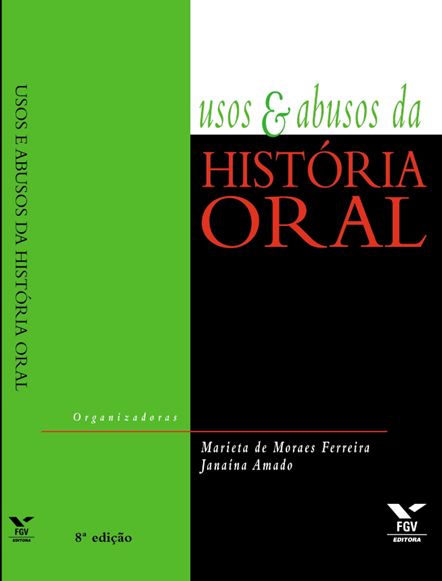 USOS E ABUSOS DA HISTÓRIA ORAL
FGV
EDITORA
usos & abusos da
HISTÓRIA
ORAL
Organizadoras
Marieta de Moraes Ferreira
Janaína Amado
8ª edição
FGV
EDITORA